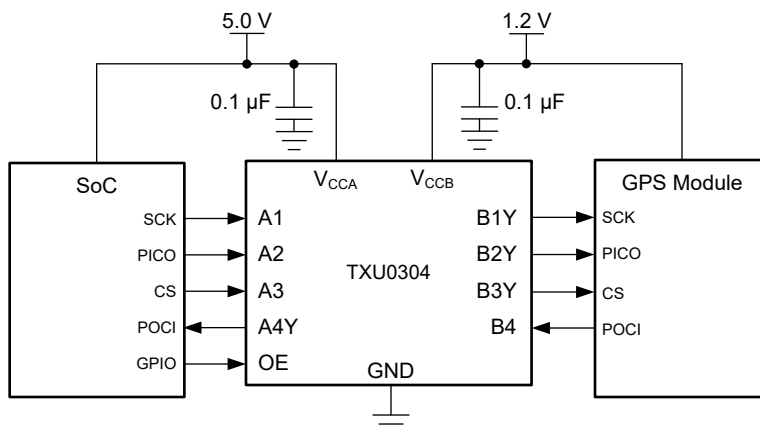 5.0 V
1.2 V
0.1 µF
0.1 µF
SoC
VCCA
VCCB
GPS Module
SCK
A1
B1Y
SCK
PICO
A2
TXU0304
B2Y
PICO
CS
A3
B3Y
CS
POCI
A4Y
B4
POCI
GPIO
OE
GND